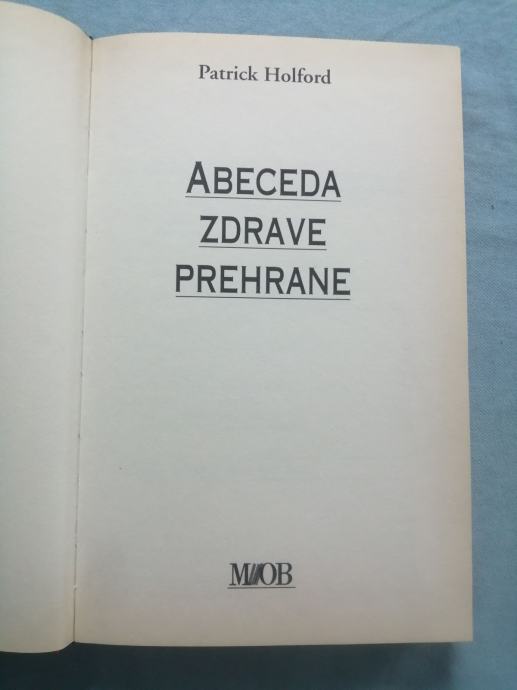 Patrick Holford
ABECEDA
ZDRAVE
PREHRANE
MOB